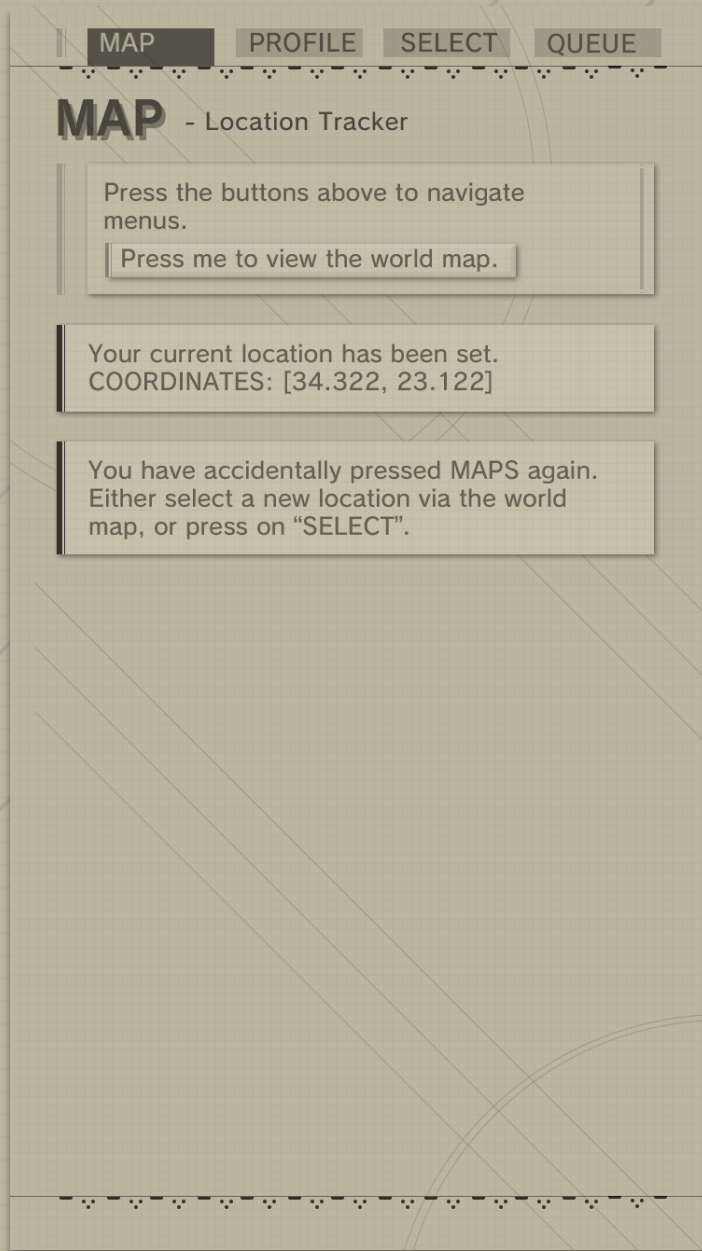 MAP PROFILE SELECT QUEUE
MAP - Location Tracker
Press the buttons above to navigate
menus.
Press me to view the world map.
Your current location has been set.
COORDINATES: [34.322, 23.122]
You have accidentally pressed MAPS again.
Either select a new location via the world
map, or press on “SELECT”.